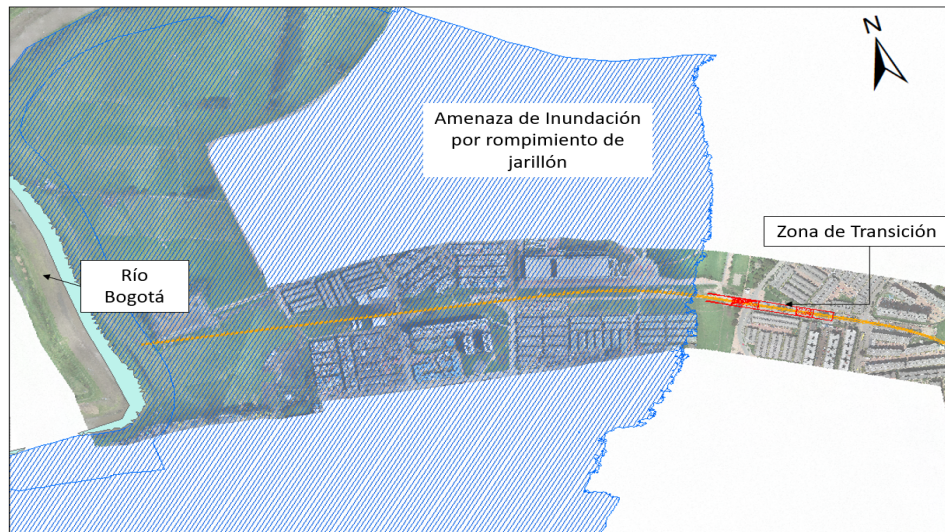 N
Amenaza de Inundación
por rompimiento de
jarillón
Zona de Transición
Río
Bogotá